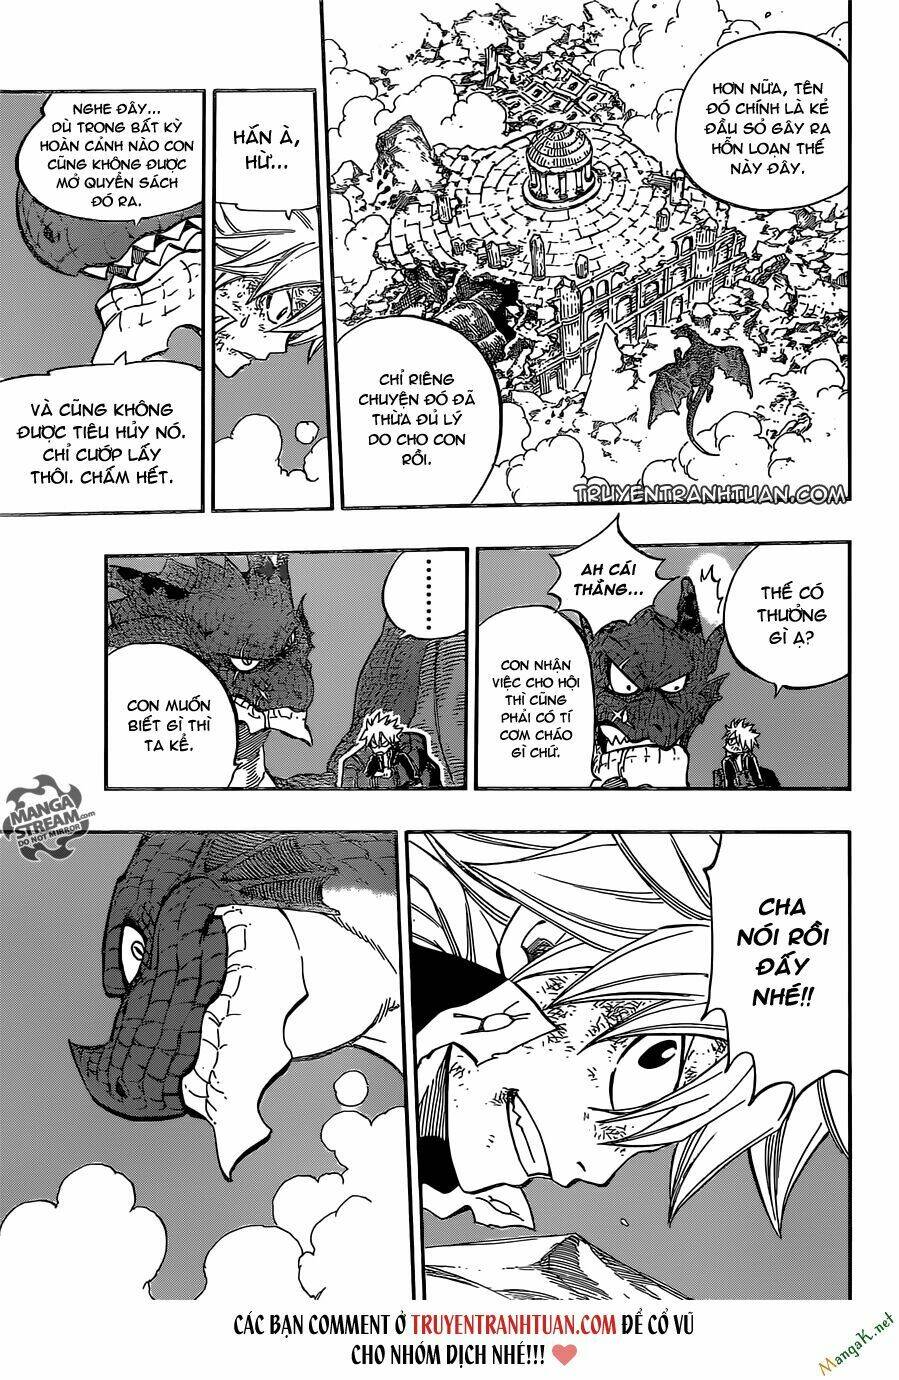 HƠN NỮA, TÊN
ĐÓ CHÍNH LÀ KẺ
ĐẦU SỎ GÂY RA
HỖN LOẠN THẾ
NÀY ĐÂY.
CHỈ RIÊNG
CHUYỆN ĐÓ ĐÃ
THỪA ĐỦ LÝ
DO CHO CON
RỒI.
TRUYENTRANHTUAN.COM
HẮN À,
HỪ...
NGHE ĐÂY...
DÙ TRONG BẤT KỲ
HOÀN CẢNH NÀO CON
CŨNG KHÔNG ĐƯỢC
MỞ QUYỂN SÁCH
ĐÓ RA.
VÀ CŨNG KHÔNG
ĐƯỢC TIÊU HỦY NÓ.
CHỈ CƯỚP LẤY
THÔI. CHẤM HẾT.
THẾ CÓ
THƯỞNG
GÌ Ạ?
AH CÁI
THẰNG...
CON NHẬN
VIỆC CHO HỘI
THÌ CŨNG
PHẢI CÓ TÍ
CƠM CHÁO
GÌ CHỨ.
........
CON MUỐN
BIẾT GÌ THÌ
TA KỂ.
MANGA
STREAM.com
DO NOT MIRROR!
CHA
NÓI RỒI
ĐẤY
NHÉ!!
CÁC BẠN COMMENT Ở TRUYENTRANHTUAN.COM ĐỂ CỔ VŨ
CHO NHÓM DỊCH NHÉ!!!
MangaK.net